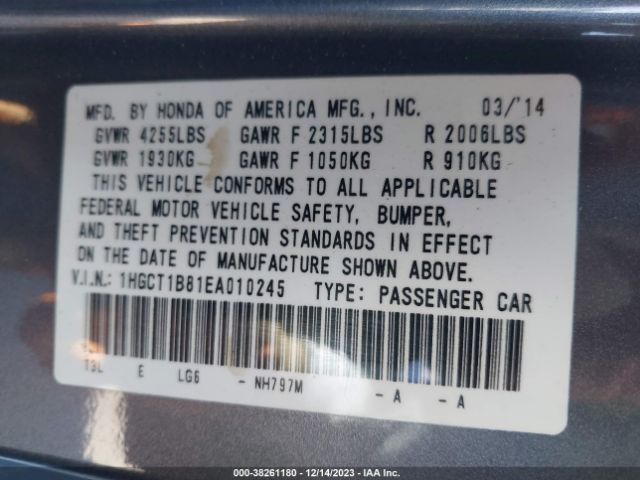 MFD. BY HONDA OF AMERICA MFG., INC. 03/'14
GVWR 4255LBS GAWR F 2315LBS R 2006LBS
GVWR 1930KG GAWR F 1050KG R 910KG
THIS VEHICLE CONFORMS TO ALL APPLICABLE
FEDERAL MOTOR VEHICLE SAFETY, BUMPER,
AND THEFT PREVENTION STANDARDS IN EFFECT
ON THE DATE OF MANUFACTURE SHOWN ABOVE.
V.I.N.: 1HGCT1B81EA010245 TYPE: PASSENGER CAR
T3L E LG6 - NH797M - A - A
000-38261180 - 12/14/2023 - IAA Inc.